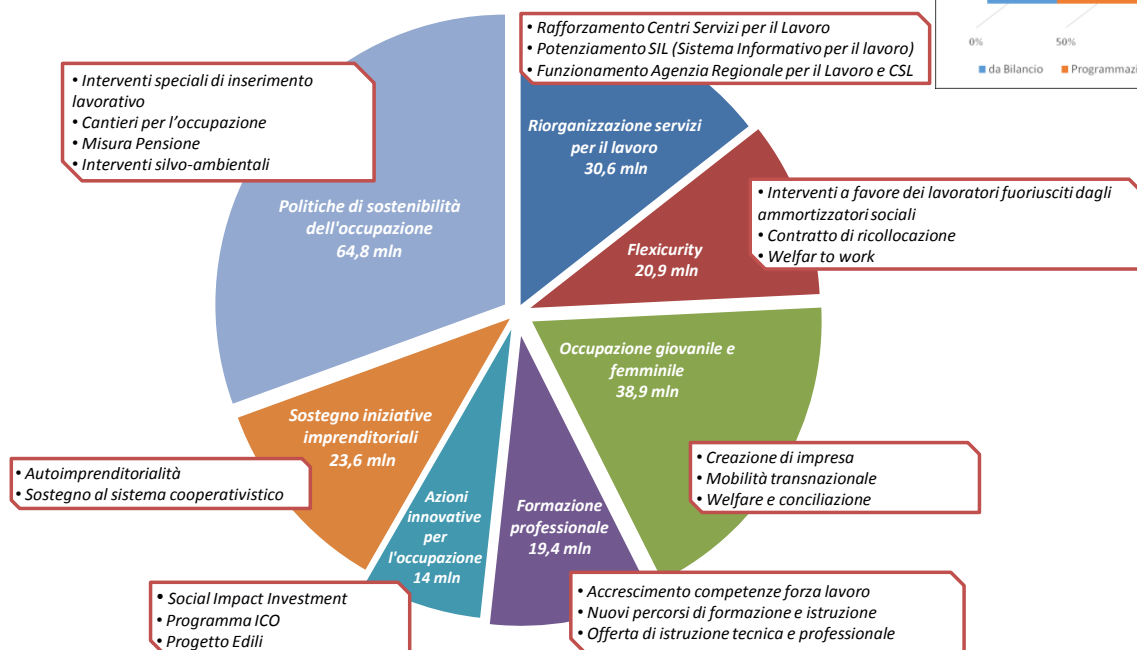 • Rafforzamento Centri Servizi per il Lavoro
• Potenziamento SIL (Sistema Informativo per il lavoro)
• Funzionamento Agenzia Regionale per il Lavoro e CSL
0%
50%
da Bilancio
• Interventi speciali di inserimento
lavorativo
• Cantieri per l'occupazione
• Misura Pensione
• Interventi silvo-ambientali
Riorganizzazione servizi
per il lavoro
30,6 mln
• Interventi a favore dei lavoratori fuoriusciti dagli
ammortizzatori sociali
• Contratto di ricollocazione
• Welfar to work
Politiche di sostenibilità
dell'occupazione
64,8 mln
Flexicurity
20,9 mln
Occupazione giovanile e
femminile
38,9 mln
Sostegno iniziative
imprenditoriali
23,6 mln
• Autoimprenditorialità
• Sostegno al sistema cooperativistico
• Creazione di impresa
• Mobilità transnazionale
• Welfare e conciliazione
Azioni
innovative
per
l'occupazione
14 mln
Formazione
professionale
19,4 mln
• Social Impact Investment
• Programma ICO
• Progetto Edili
• Accrescimento competenze forza lavoro
• Nuovi percorsi di formazione e istruzione
• Offerta di istruzione tecnica e professionale